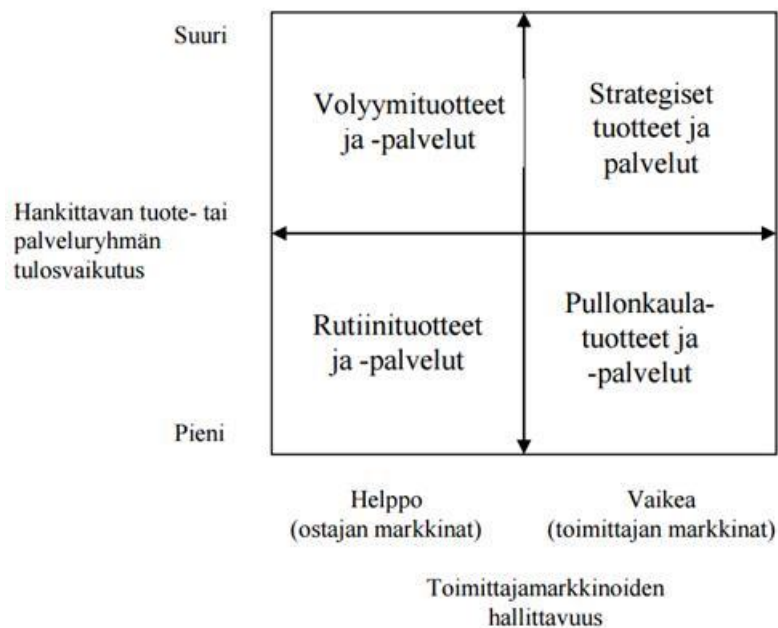 Suuri
Volyymituotteet
ja -palvelut
Strategiset
tuotteet ja
palvelut
Hankittavan tuote- tai
palveluryhmän
tulosvaikutus
Rutiinituotteet
ja -palvelut
Pullonkaula-
tuotteet ja
-palvelut
Pieni
Helppo
(ostajan markkinat)
Vaikea
(toimittajan markkinat)
Toimittajamarkkinoiden
hallittavuus